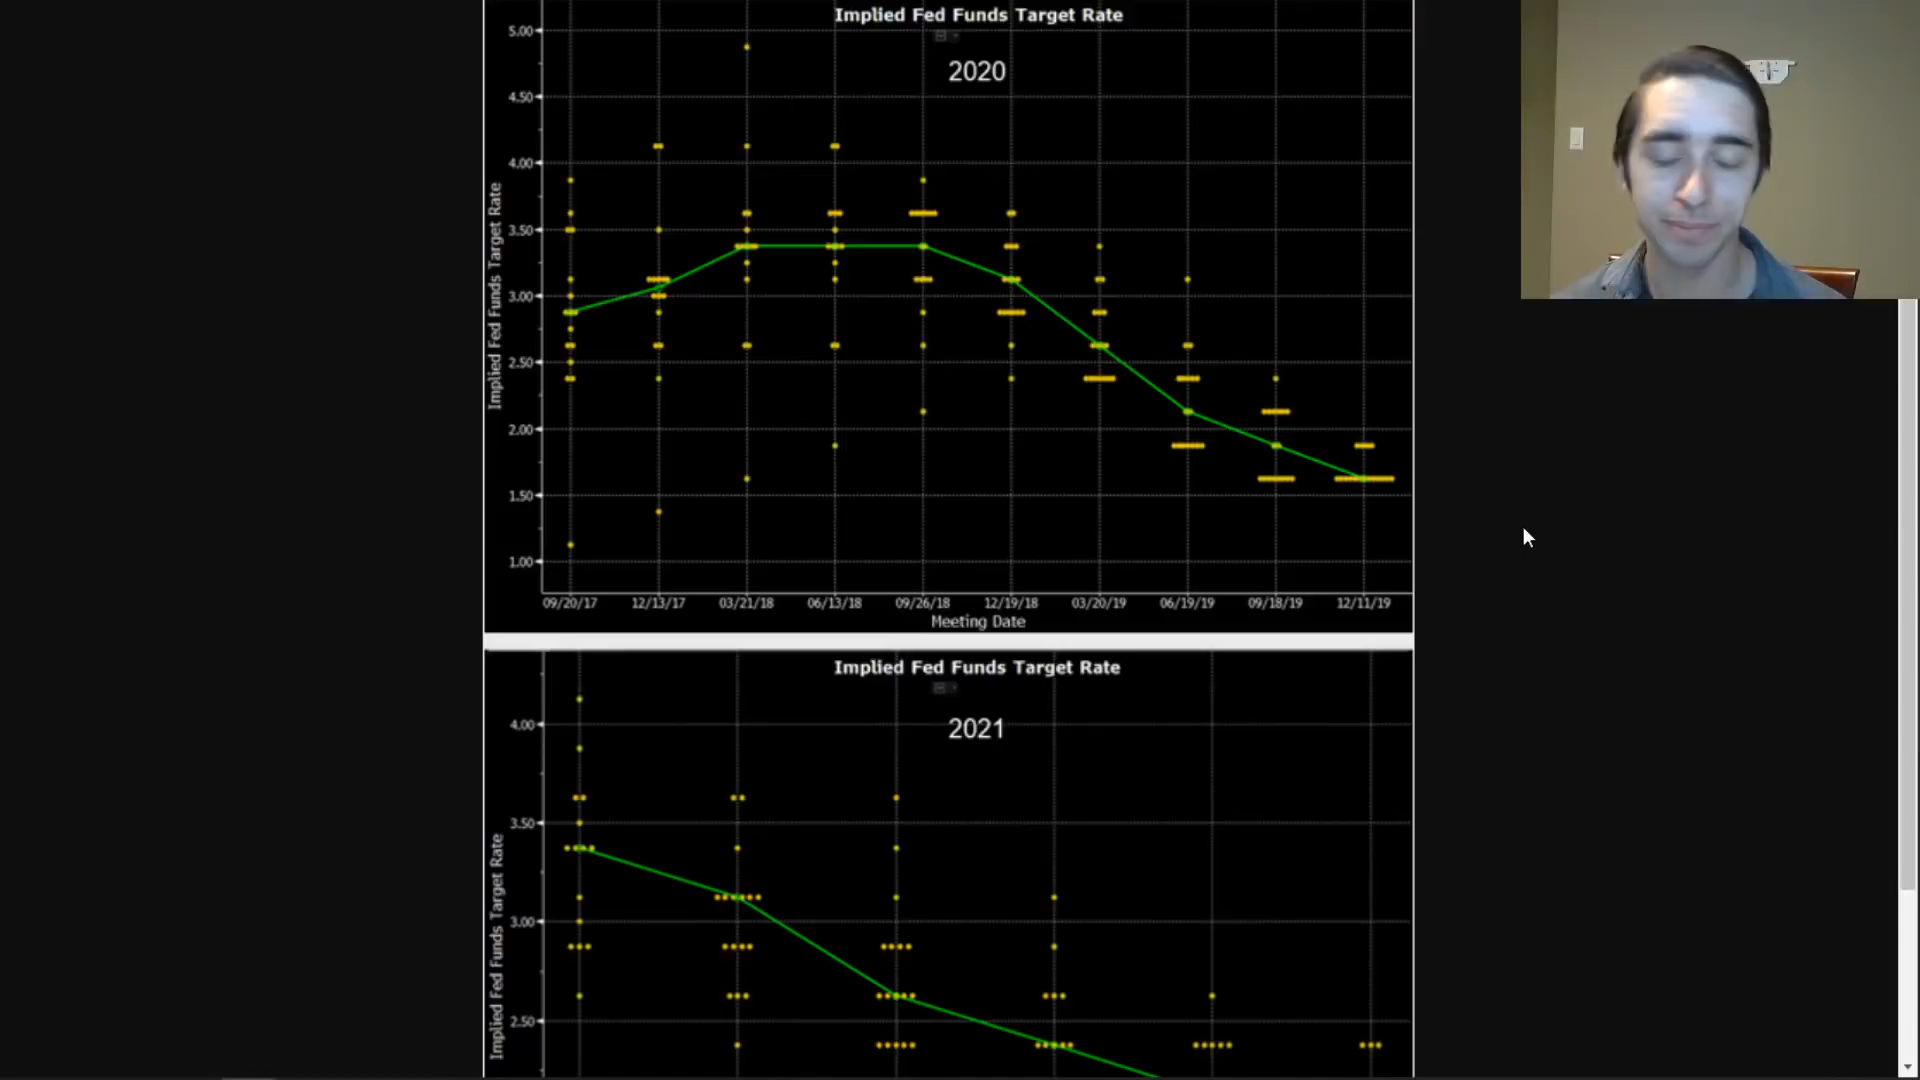 Implied Fed Funds Target Rate
2020
5.00
4.50
4.00
3.50
3.00
2.50
2.00
1.50
1.00
Implied Fed Funds Target Rate
09/20/17 12/13/17 03/21/18 06/13/18 09/26/18 12/19/18 03/20/19 06/19/19 09/18/19 12/11/19
Meeting Date
Implied Fed Funds Target Rate
2021
4.00
3.50
3.00
2.50
Implied Fed Funds Target Rate